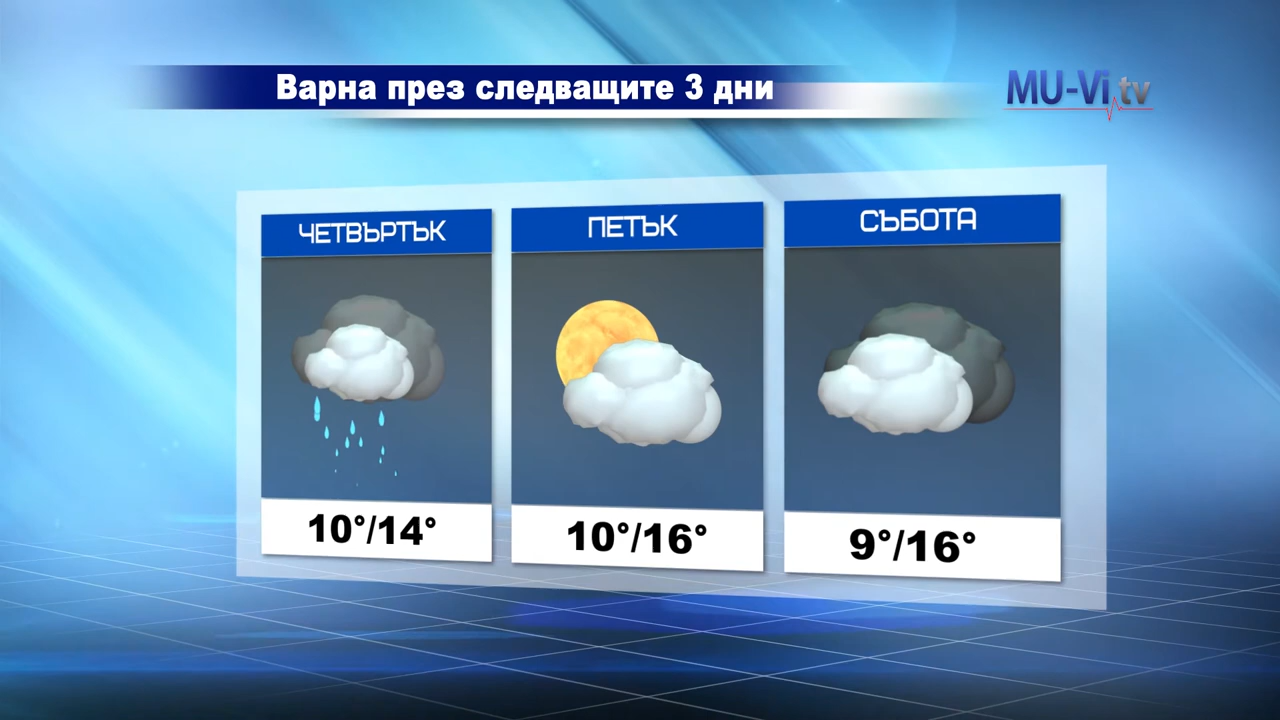 Варна през следващите 3 дни
MU-Vi.tv
ЧЕТВЪРТЪК
ПЕТЪК
СЪБОТА
10°/14°
10°/16°
9°/16°